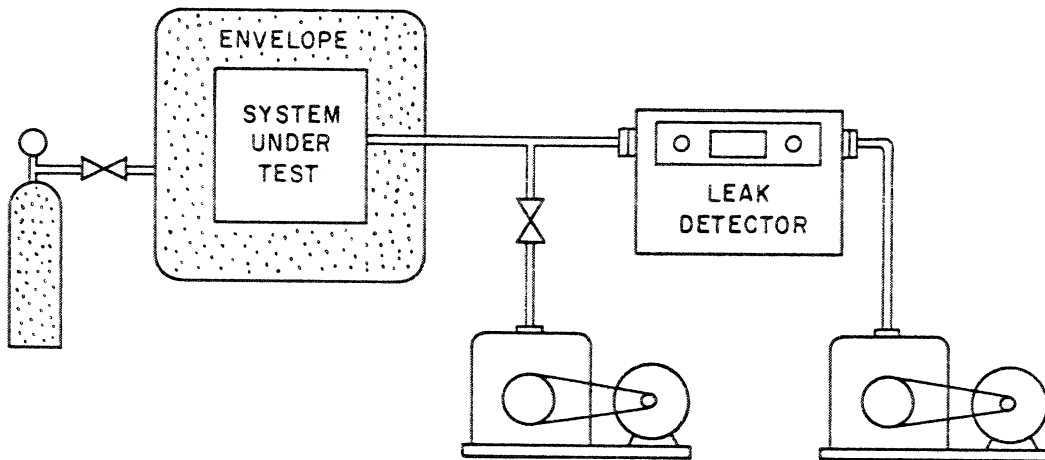 ENVELOPE
SYSTEM
UNDER
TEST
LEAK
DETECTOR